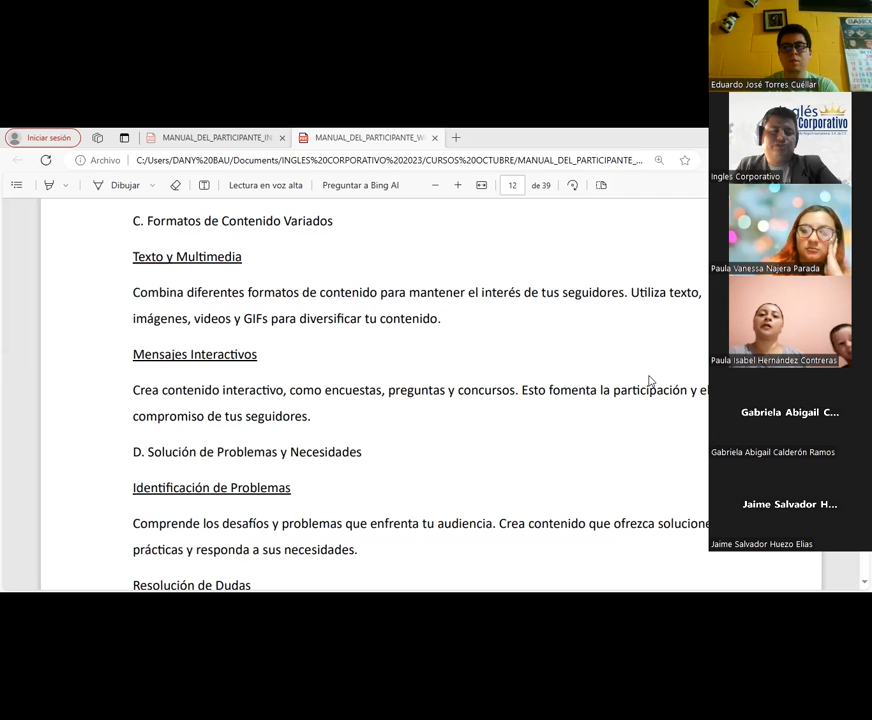 Iniciar sesión
MANUAL_DEL_PARTICIPANTE_IN
MANUAL_DEL_PARTICIPANTE_W
Archivo
C:/Users/DANY%20BAU/Documents/INGLES%20CORPORATIVO%202023/CURSOS%20OCTUBRE/MANUAL_DEL_PARTICIPANTE_...
Dibujar
Lectura en voz alta
Preguntar a Bing AI
12
de 39
C. Formatos de Contenido Variados
Texto y Multimedia
Combina diferentes formatos de contenido para mantener el interés de tus seguidores. Utiliza texto,
imágenes, videos y GIFs para diversificar tu contenido.
Mensajes Interactivos
Crea contenido interactivo, como encuestas, preguntas y concursos. Esto fomenta la participación y el
compromiso de tus seguidores.
D. Solución de Problemas y Necesidades
Identificación de Problemas
Comprende los desafíos y problemas que enfrenta tu audiencia. Crea contenido que ofrezca solucione
prácticas y responda a sus necesidades.
Resolución de Dudas
Eduardo José Torres Cuéllar
glés
Corporativo
Ingles Corporativo
Paula Vanessa Najera Parada
Paula Isabel Hernández Contreras
Gabriela Abigail C...
Gabriela Abigail Calderón Ramos
Jaime Salvador H...
Jaime Salvador Huezo Elias